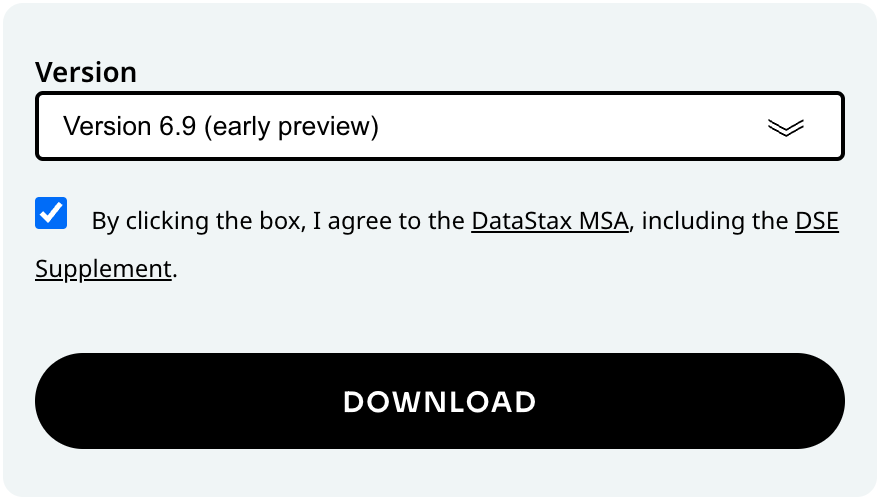 Version
Version 6.9 (early preview)
By clicking the box, I agree to the DataStax MSA, including the DSE
Supplement.
DOWNLOAD